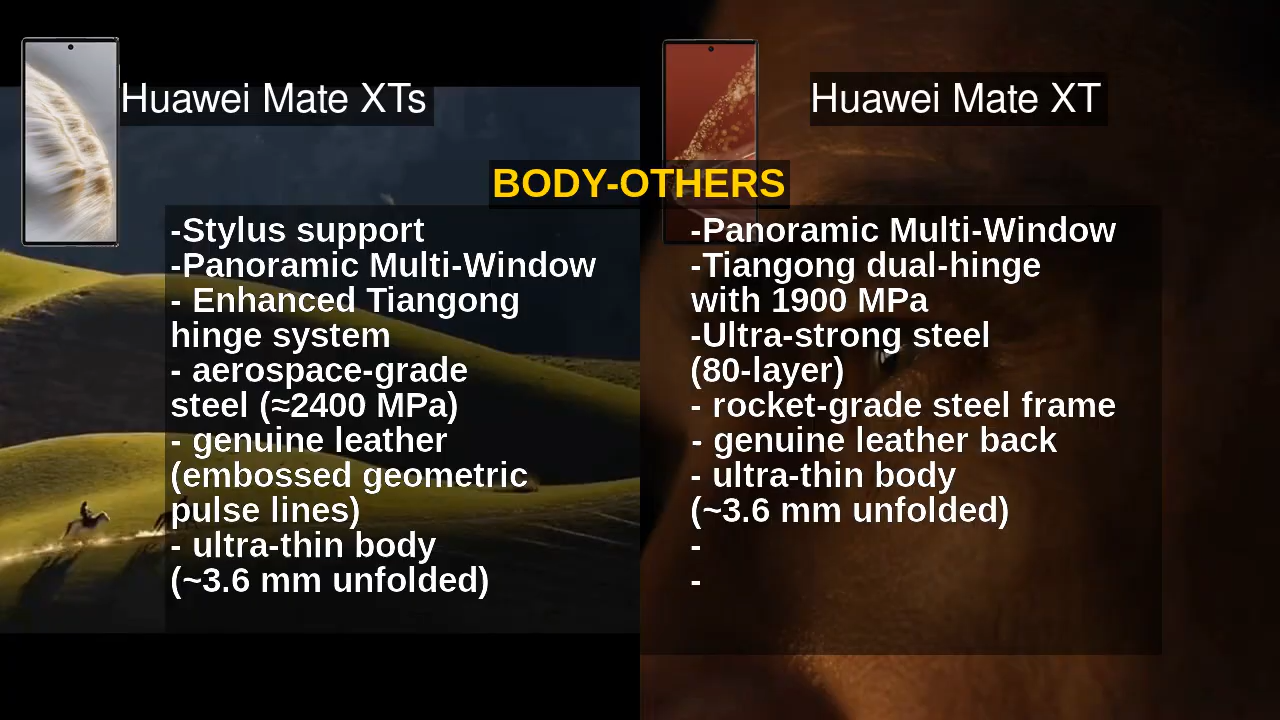 Huawei Mate XTs
Huawei Mate XT
BODY-OTHERS
-Stylus support
-Panoramic Multi-Window
- Enhanced Tiangong
hinge system
- aerospace-grade
steel (≈2400 MPa)
- genuine leather
(embossed geometric
pulse lines)
- ultra-thin body
(~3.6 mm unfolded)
-Panoramic Multi-Window
-Tiangong dual-hinge
with 1900 MPa
-Ultra-strong steel
(80-layer)
- rocket-grade steel frame
- genuine leather back
- ultra-thin body
(~3.6 mm unfolded)
-
-